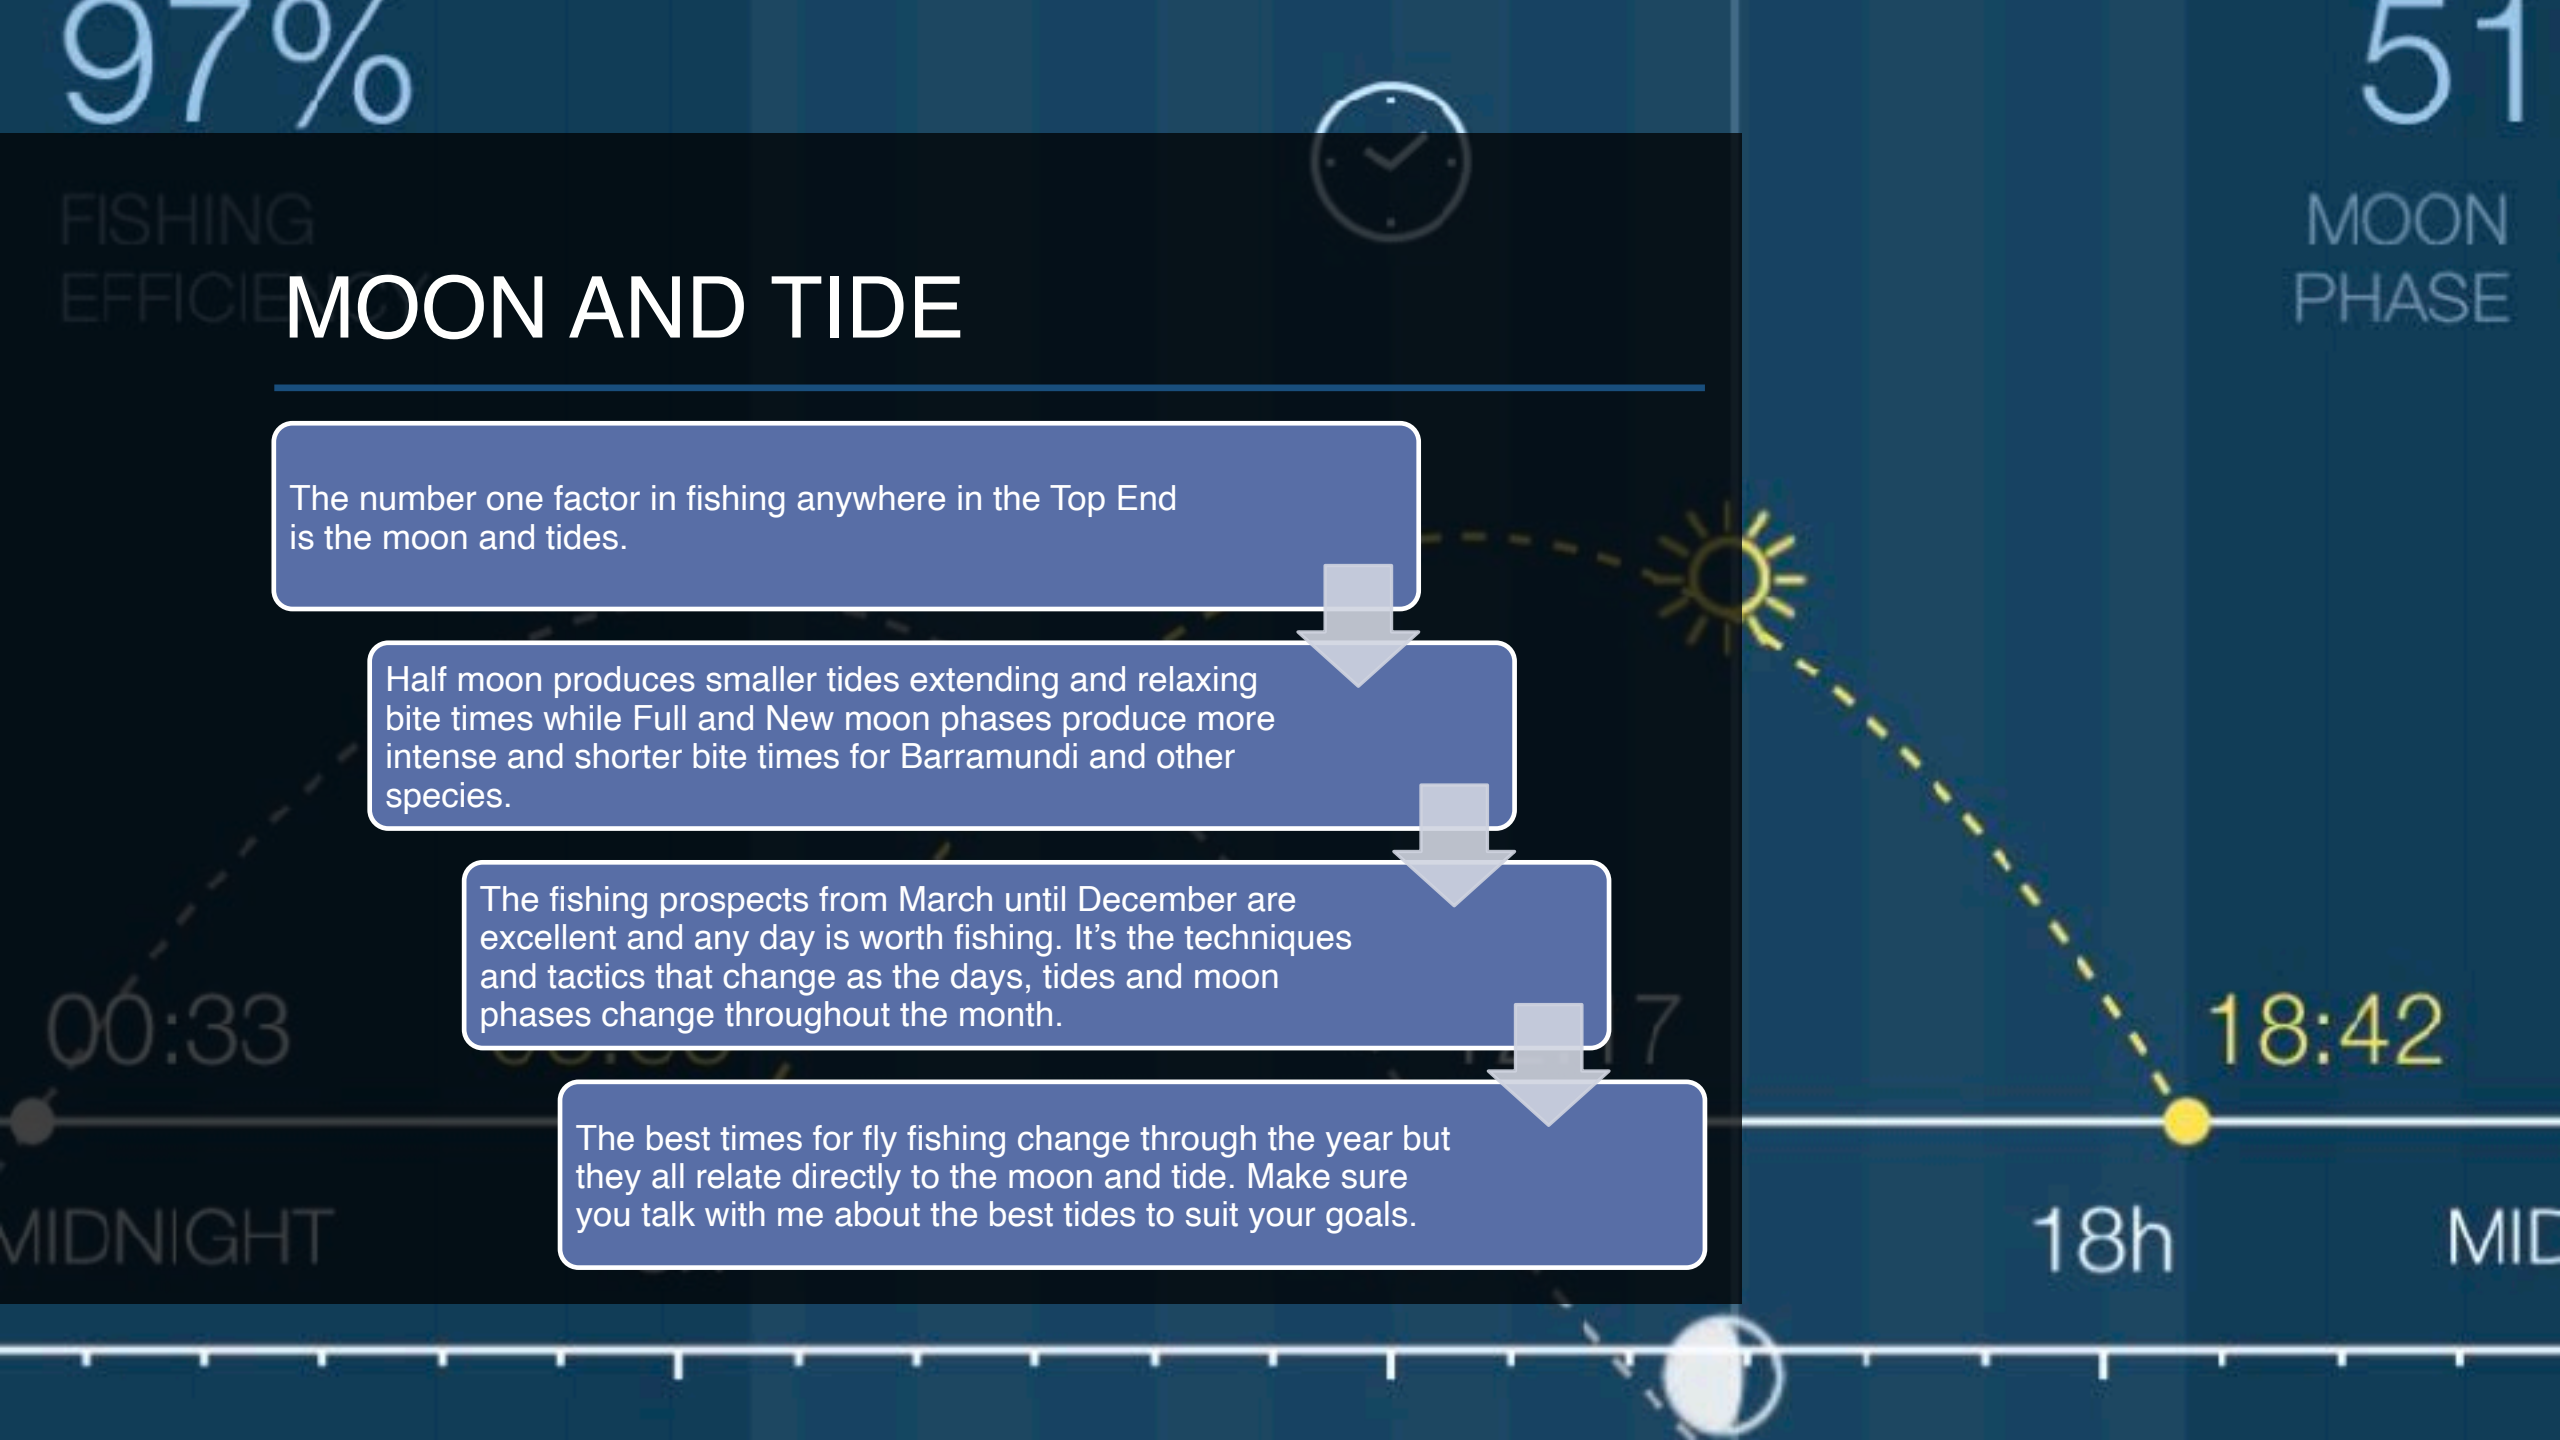 97%
51
FISHING
EFFICIENCY
MOON
PHASE
MOON AND TIDE
The number one factor in fishing anywhere in the Top End
is the moon and tides.
Half moon produces smaller tides extending and relaxing
bite times while Full and New moon phases produce more
intense and shorter bite times for Barramundi and other
species.
The fishing prospects from March until December are
excellent and any day is worth fishing. It’s the techniques
and tactics that change as the days, tides and moon
phases change throughout the month.
00:33
18:42
The best times for fly fishing change through the year but
they all relate directly to the moon and tide. Make sure
you talk with me about the best tides to suit your goals.
MIDNIGHT
18h
MID